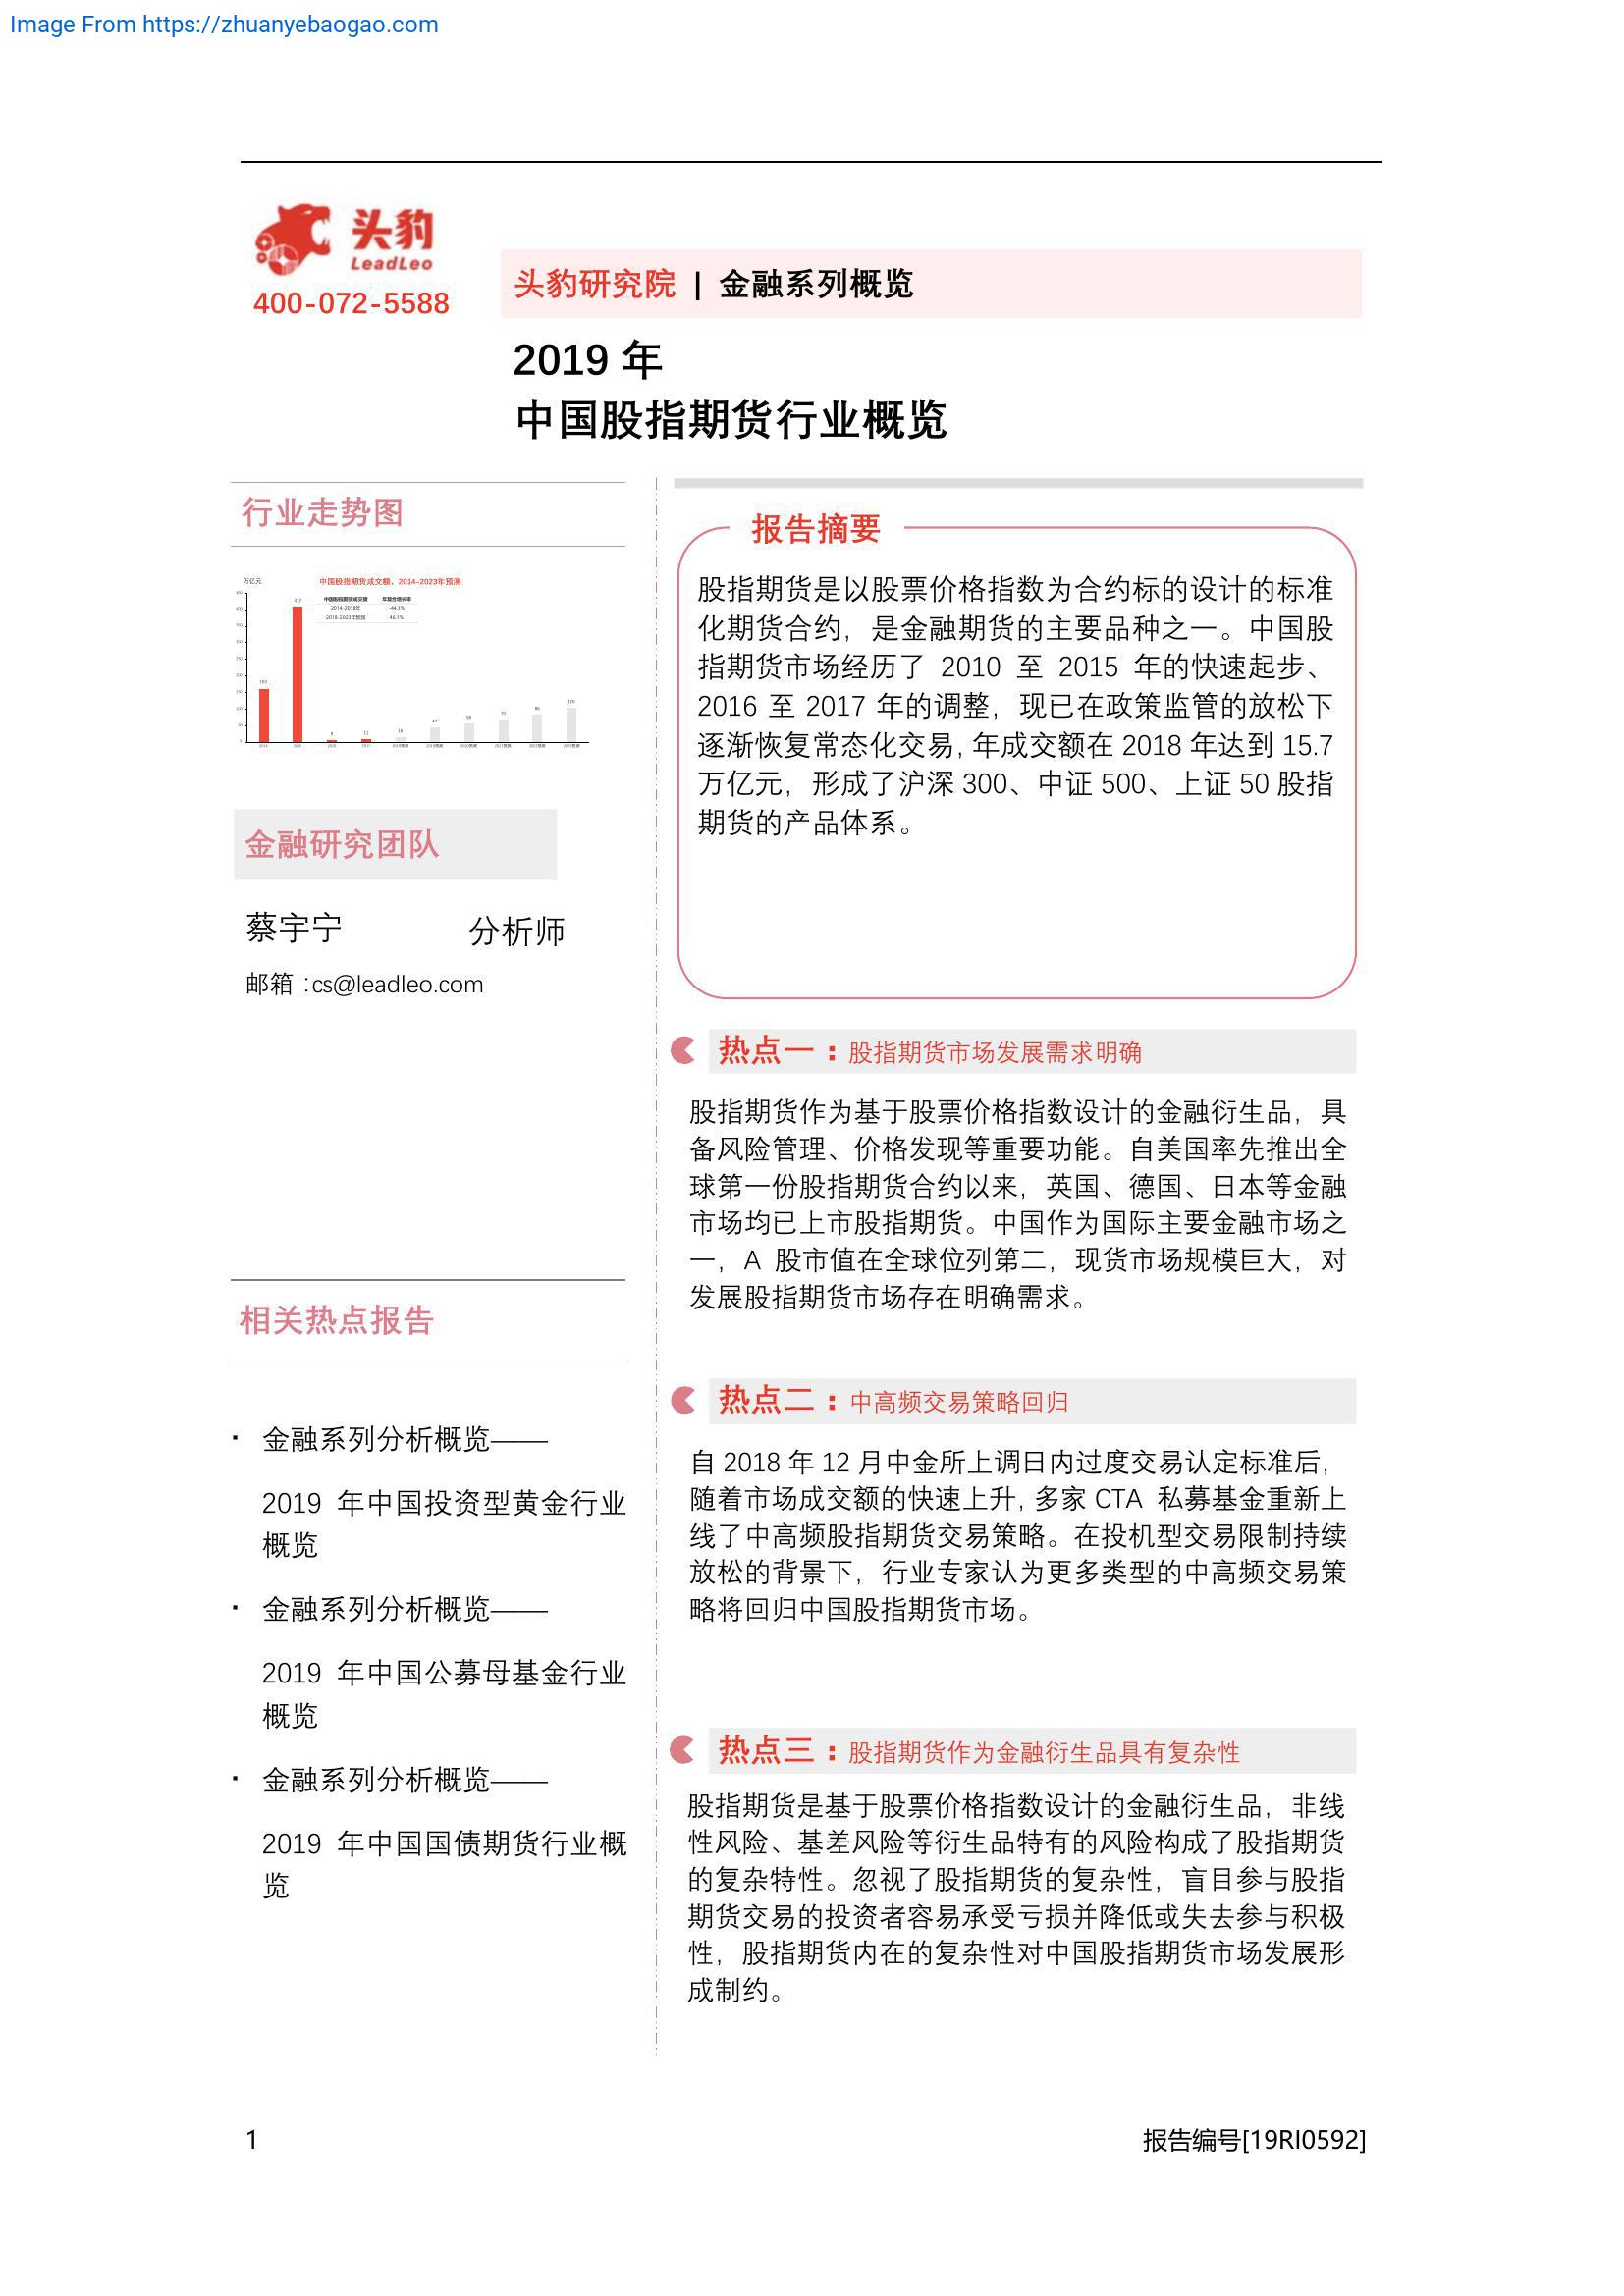 Image From https://zhuanyebaogao.com
头豹
LeadLeo
400-072-5588
头豹研究院 | 金融系列概览
2019 年
中国股指期货行业概览
行业走势图
万亿元
中国股指期货成交额，2014-2023年预测
中国股指期货成交额 年复合增长率
2014-2018年 -44.3%
2018-2023年预测 46.1%
金融研究团队
蔡宇宁 分析师
邮箱 :cs@leadleo.com
相关热点报告
· 金融系列分析概览——
2019 年中国投资型黄金行业
概览
· 金融系列分析概览——
2019 年中国公募母基金行业
概览
· 金融系列分析概览——
2019 年中国国债期货行业概
览
报告摘要
股指期货是以股票价格指数为合约标的设计的标准
化期货合约，是金融期货的主要品种之一。中国股
指期货市场经历了 2010 至 2015 年的快速起步、
2016 至 2017 年的调整，现已在政策监管的放松下
逐渐恢复常态化交易，年成交额在 2018 年达到 15.7
万亿元，形成了沪深 300、中证 500、上证 50 股指
期货的产品体系。
热点一：股指期货市场发展需求明确
股指期货作为基于股票价格指数设计的金融衍生品，具
备风险管理、价格发现等重要功能。自美国率先推出全
球第一份股指期货合约以来，英国、德国、日本等金融
市场均已上市股指期货。中国作为国际主要金融市场之
一，A 股市值在全球位列第二，现货市场规模巨大，对
发展股指期货市场存在明确需求。
热点二：中高频交易策略回归
自 2018 年 12 月中金所上调日内过度交易认定标准后，
随着市场成交额的快速上升，多家 CTA 私募基金重新上
线了中高频股指期货交易策略。在投机型交易限制持续
放松的背景下，行业专家认为更多类型的中高频交易策
略将回归中国股指期货市场。
热点三：股指期货作为金融衍生品具有复杂性
股指期货是基于股票价格指数设计的金融衍生品，非线
性风险、基差风险等衍生品特有的风险构成了股指期货
的复杂特性。忽视了股指期货的复杂性，盲目参与股指
期货交易的投资者容易承受亏损并降低或失去参与积极
性，股指期货内在的复杂性对中国股指期货市场发展形
成制约。
1
报告编号[19RI0592]